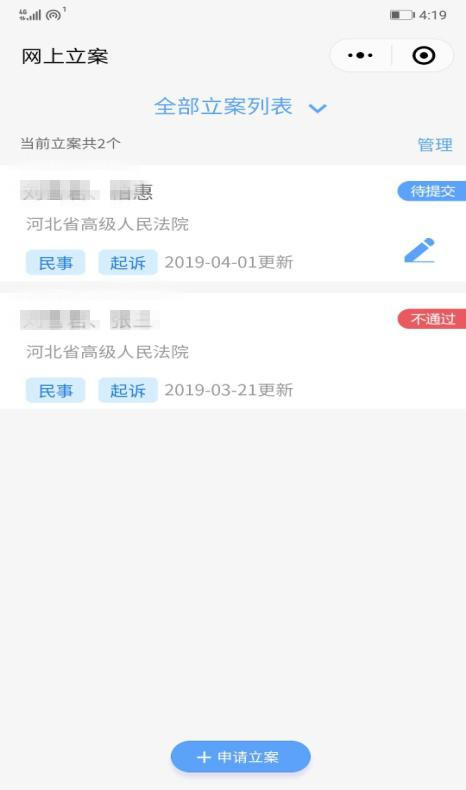 4G 1 4:19
网上立案
全部立案列表
当前立案共2个 管理
惠 待提交
河北省高级人民法院
民事 起诉 2019-04-01更新
不通过
河北省高级人民法院
民事 起诉 2019-03-21更新
+ 申请立案